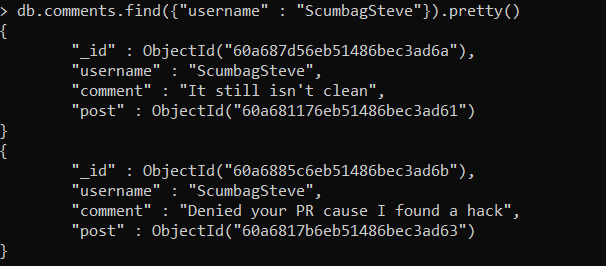 > db.comments.find({"username" : "ScumbagSteve"}).pretty()
{
        "_id" : ObjectId("60a687d56eb51486bec3ad6a"),
        "username" : "ScumbagSteve",
        "comment" : "It still isn't clean",
        "post" : ObjectId("60a681176eb51486bec3ad61")
}
{
        "_id" : ObjectId("60a6885c6eb51486bec3ad6b"),
        "username" : "ScumbagSteve",
        "comment" : "Denied your PR cause I found a hack",
        "post" : ObjectId("60a6817b6eb51486bec3ad63")
}